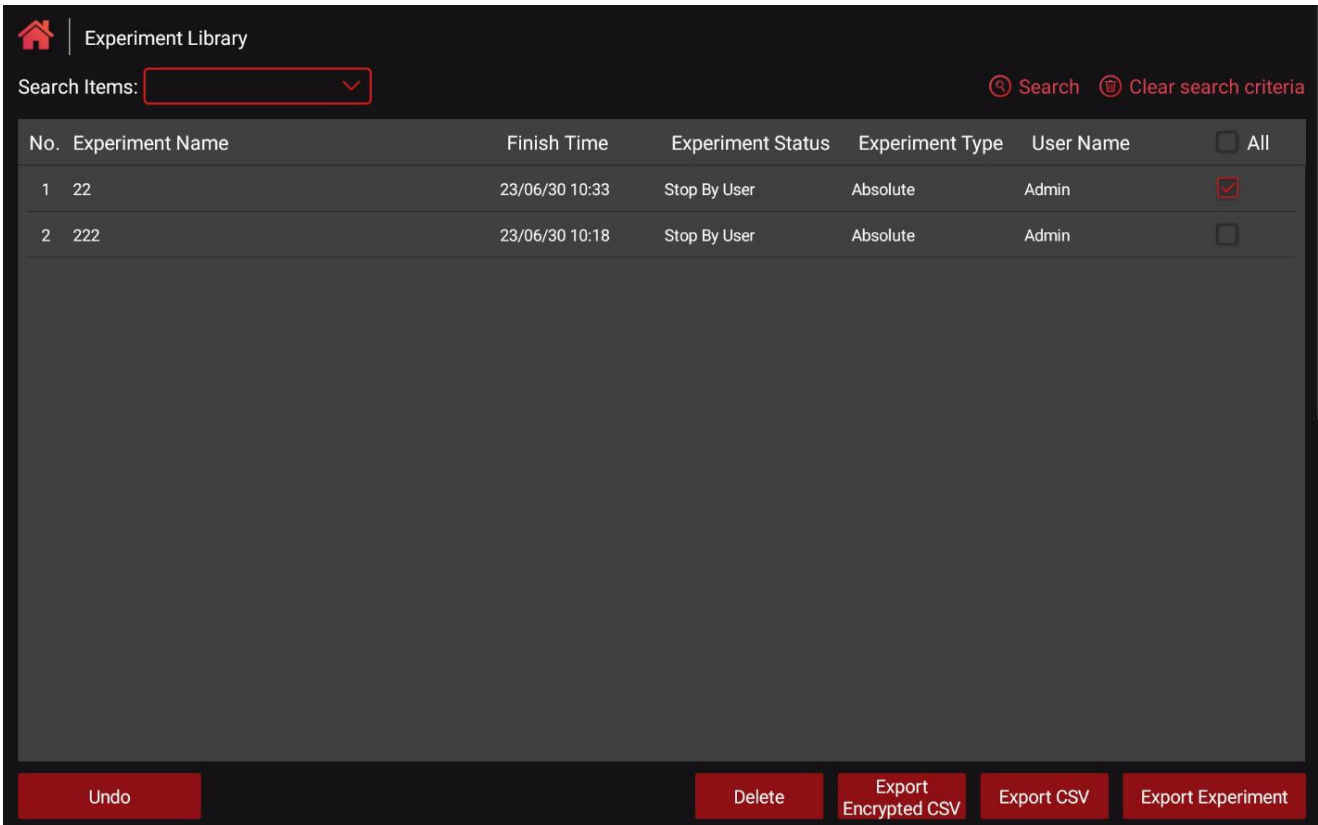 Experiment Library
Search Items:
Search Clear search criteria
No. Experiment Name Finish Time Experiment Status Experiment Type User Name All
1 22 23/06/30 10:33 Stop By User Absolute Admin
2 222 23/06/30 10:18 Stop By User Absolute Admin
Undo
Delete
Export
Encrypted CSV
Export CSV
Export Experiment